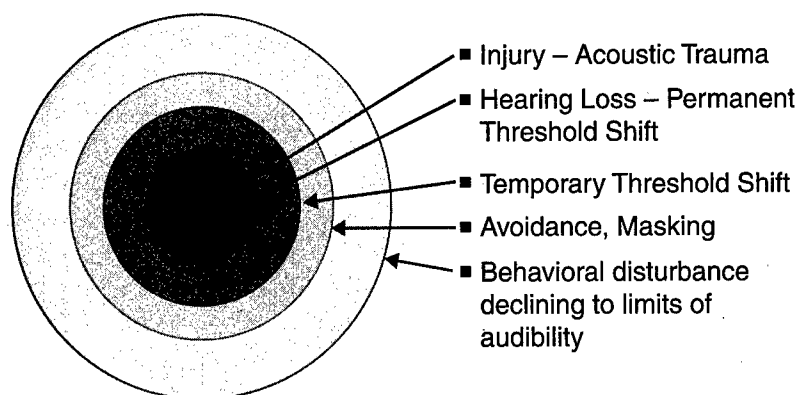 ▪ Injury – Acoustic Trauma
▪ Hearing Loss – Permanent
Threshold Shift
▪ Temporary Threshold Shift
▪ Avoidance, Masking
▪ Behavioral disturbance
declining to limits of
audibility